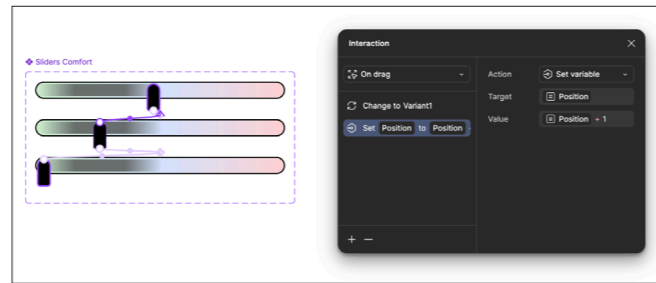 Sliders Comfort
Interaction
On drag
Action
Set variable
Change to Variant1
Target
Position
Set Position to Position
Value
Position + 1